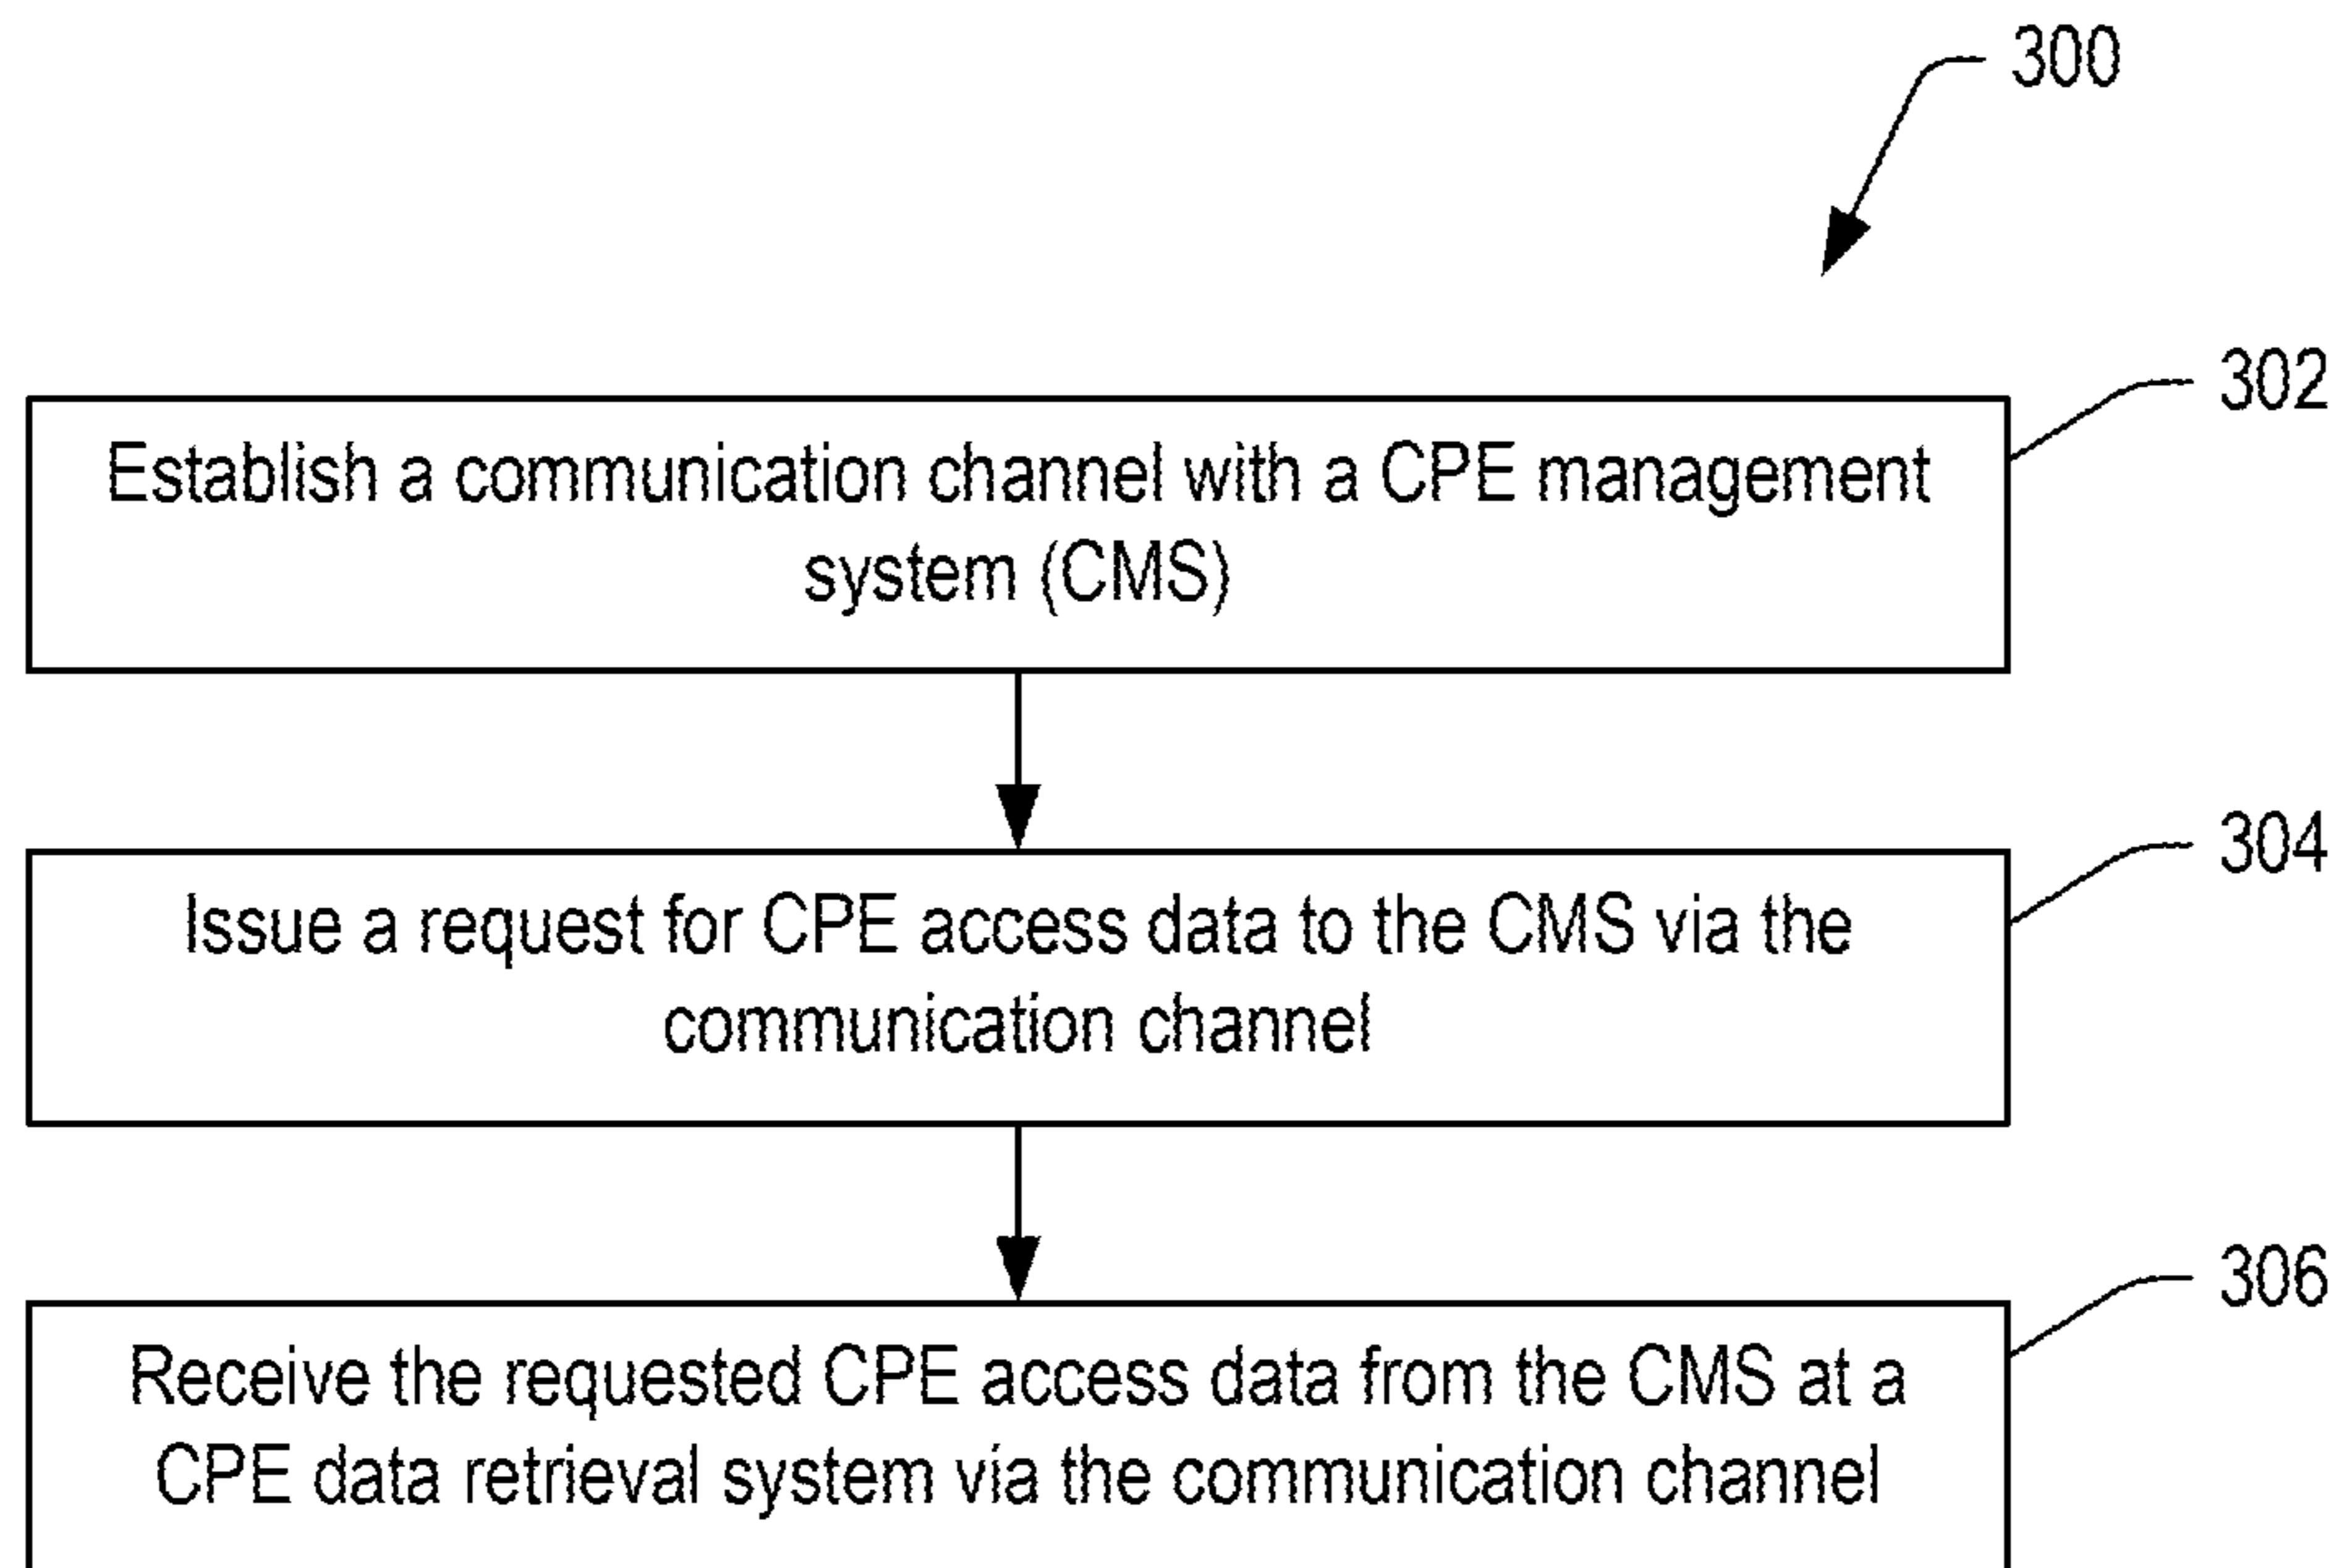 300
302
Establish a communication channel with a CPE management
system (CMS)
304
Issue a request for CPE access data to the CMS via the
communication channel
306
Receive the requested CPE access data from the CMS at a
CPE data retrieval system via the communication channel